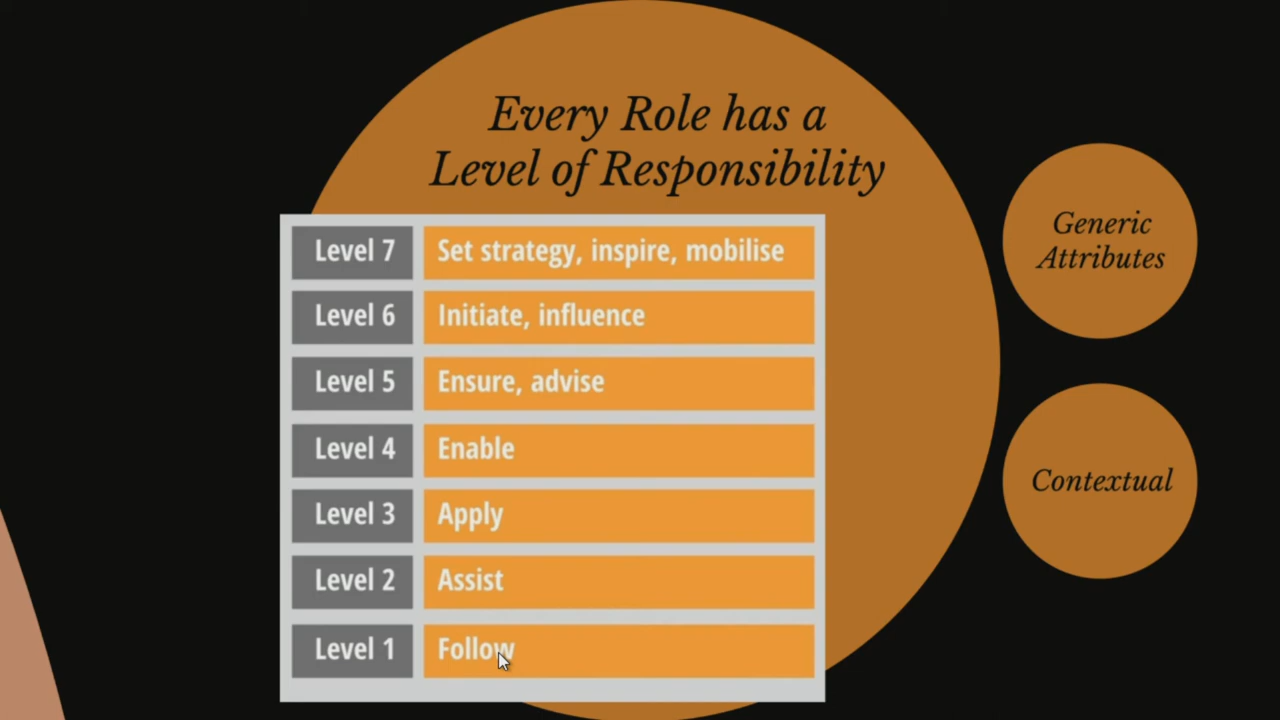 Every Role has a
Level of Responsibility
Level 7 Set strategy, inspire, mobilise
Level 6 Initiate, influence
Level 5 Ensure, advise
Level 4 Enable
Level 3 Apply
Level 2 Assist
Level 1 Follow
Generic
Attributes
Contextual